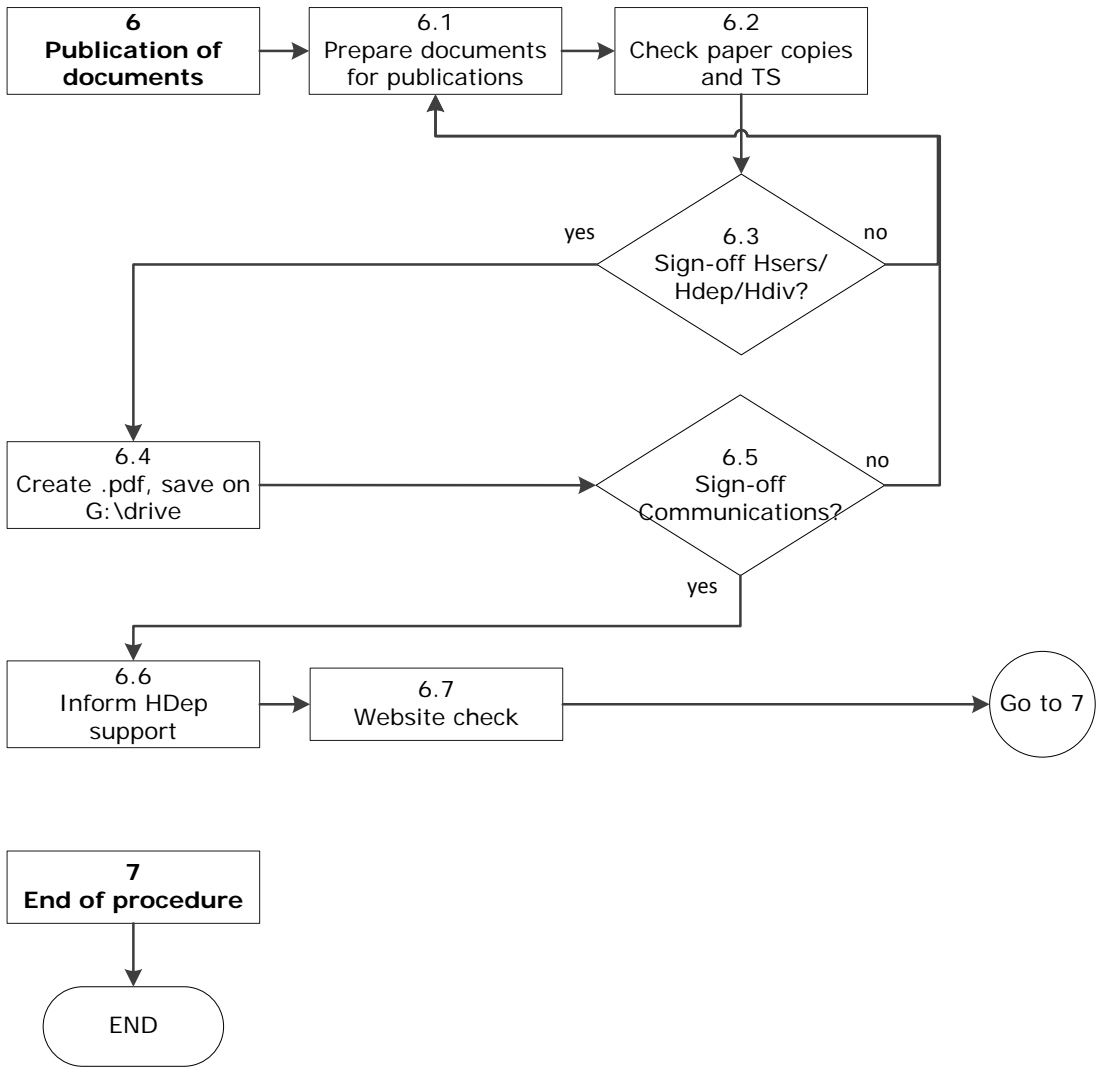 6
Publication of
documents
6.1
Prepare documents
for publications
6.2
Check paper copies
and TS
yes
6.3
Sign-off Hsers/
Hdep/Hdiv?
no
6.4
Create .pdf, save on
G:\drive
6.5
Sign-off
Communications?
no
yes
6.6
Inform HDep
support
6.7
Website check
Go to 7
7
End of procedure
END